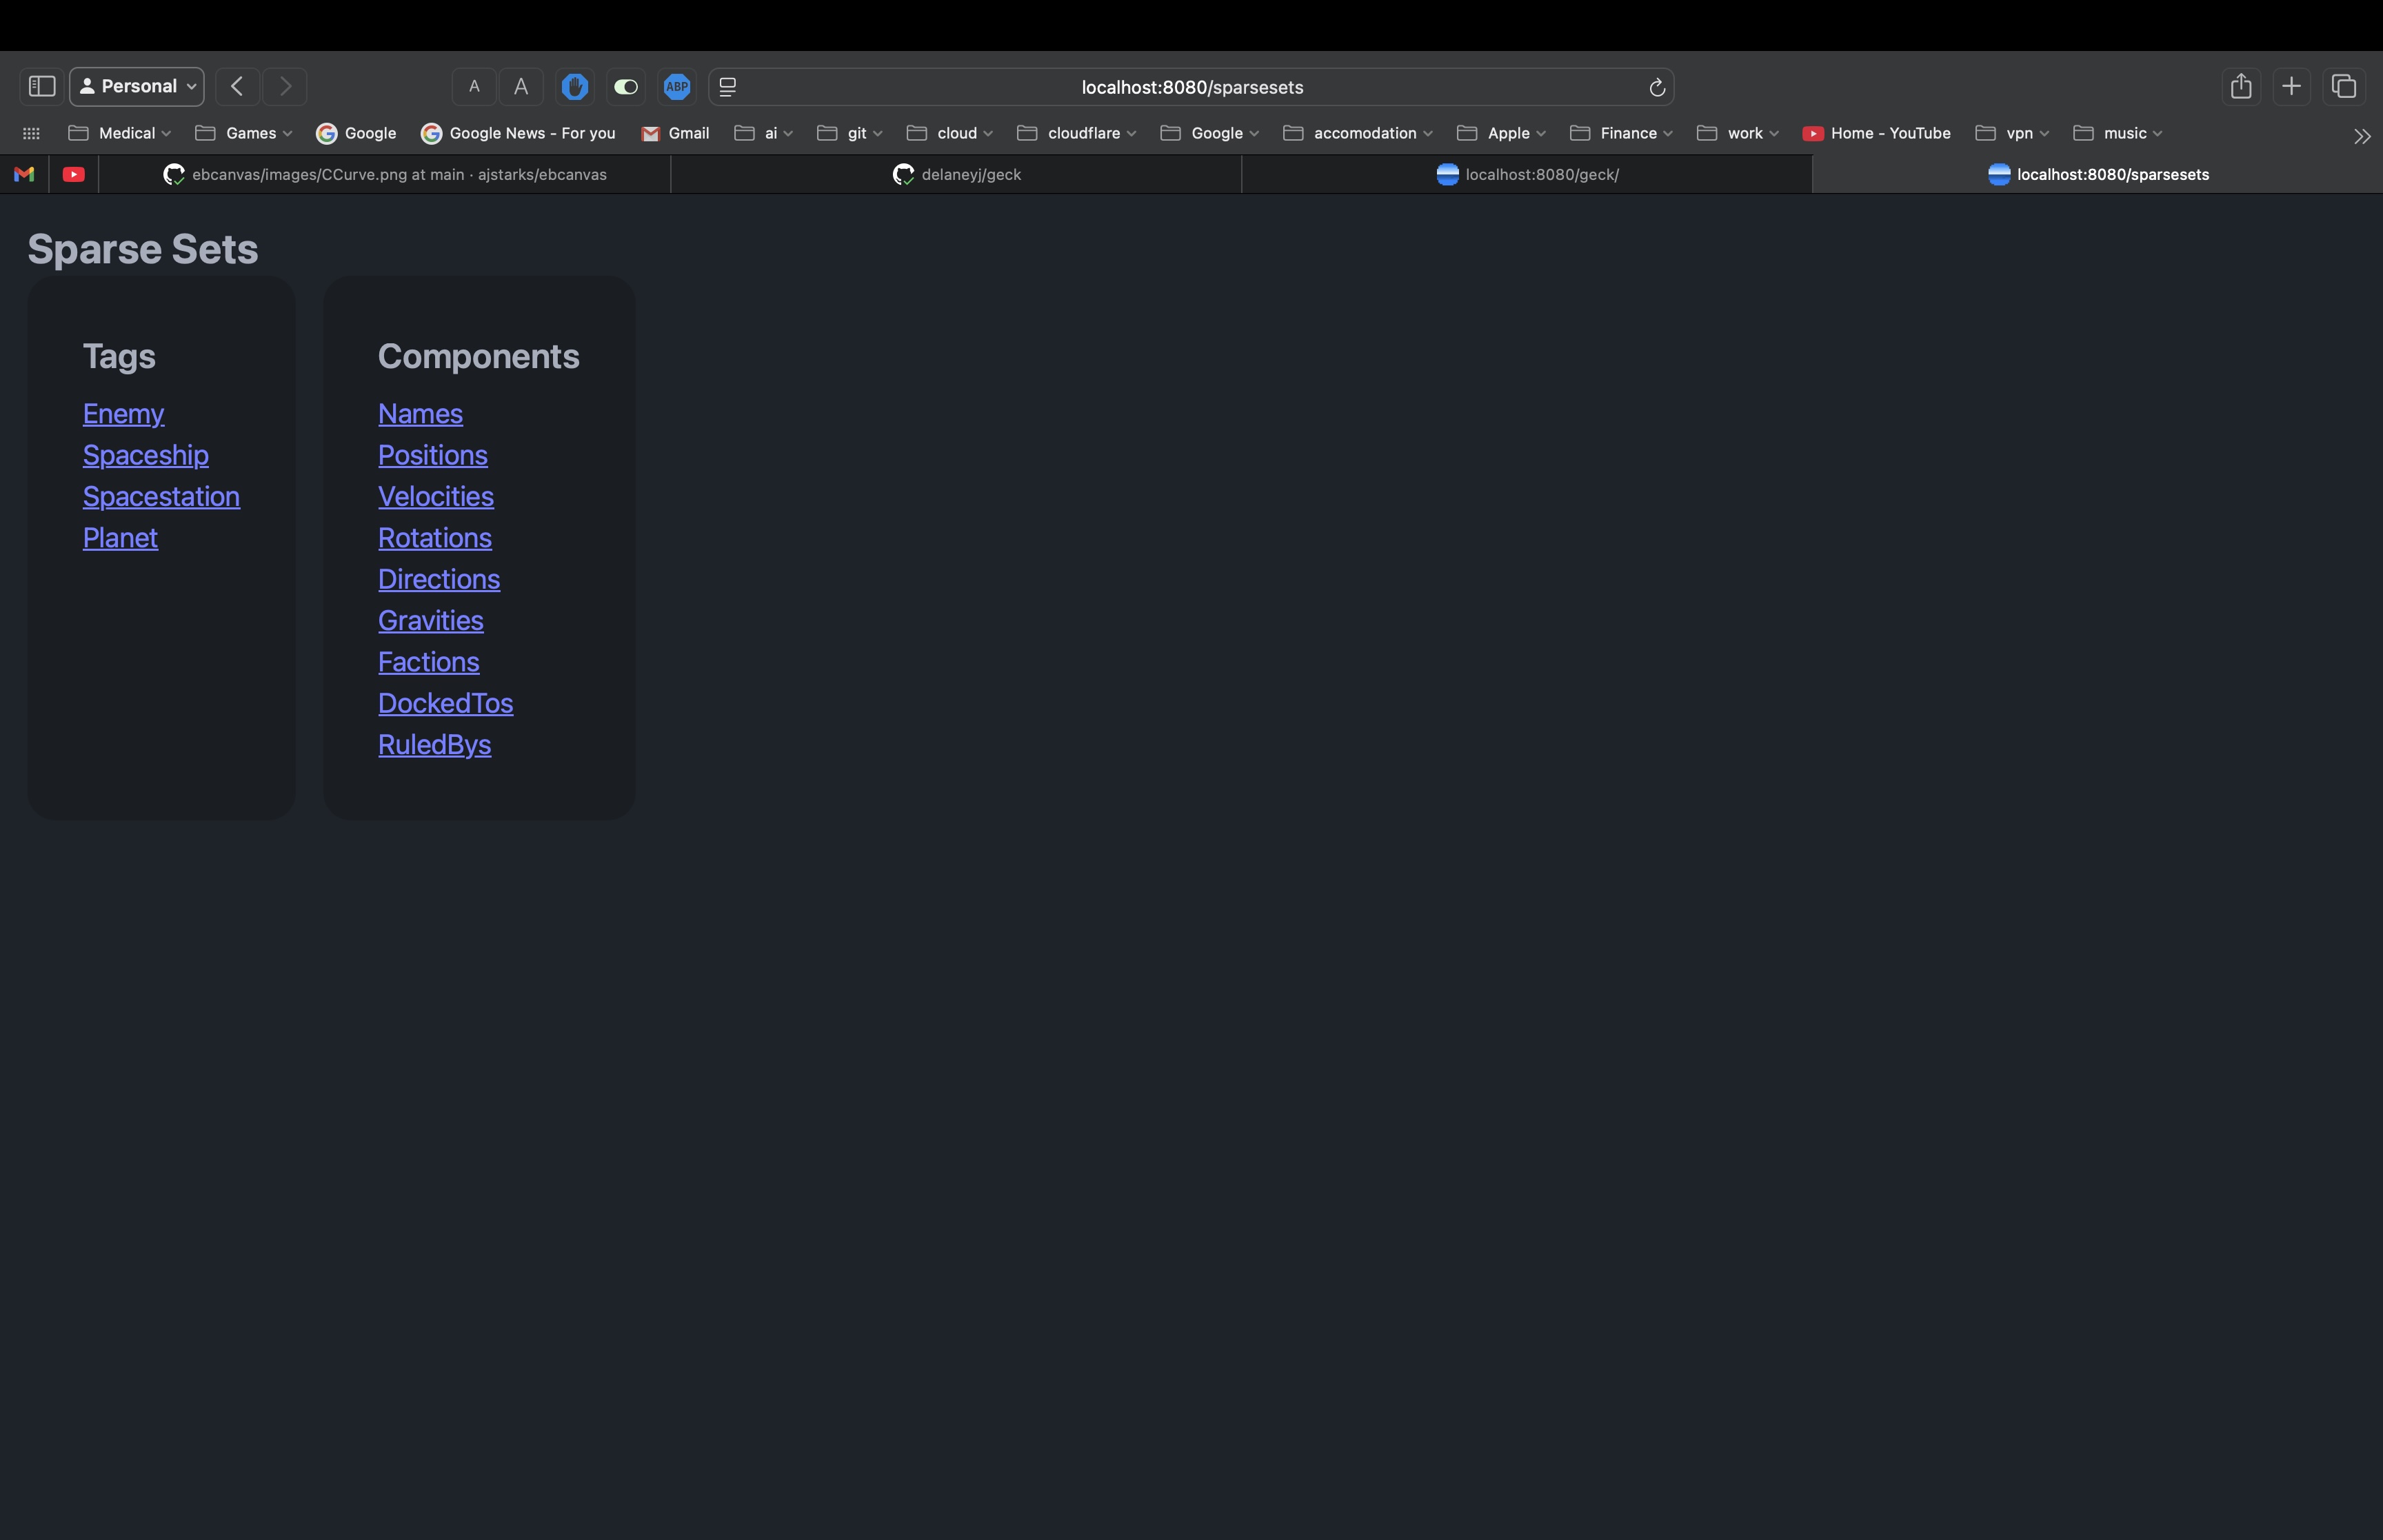 Personal
A A ABP localhost:8080/sparsesets
Medical Games Google Google News - For you Gmail ai git cloud cloudflare Google accomodation Apple Finance work Home - YouTube vpn music
ebcanvas/images/CCurve.png at main · ajstarks/ebcanvas delaneyj/geck localhost:8080/geck/ localhost:8080/sparsesets
Sparse Sets
Tags
Enemy
Spaceship
Spacestation
Planet
Components
Names
Positions
Velocities
Rotations
Directions
Gravities
Factions
DockedTos
RuledBys